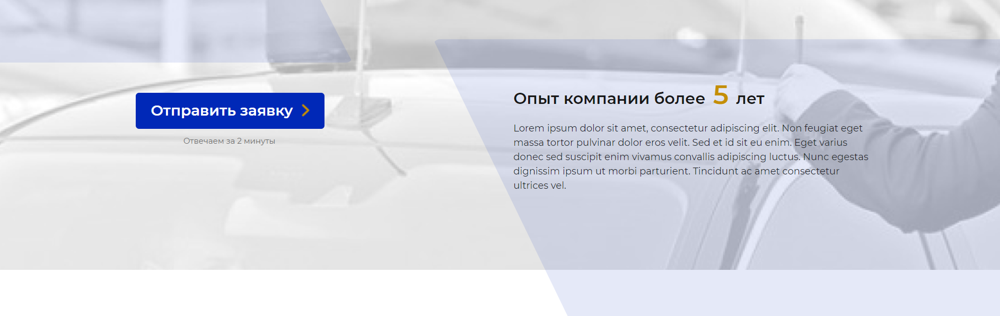 Отправить заявку
Отвечаем за 2 минуты
Опыт компании более 5 лет
Lorem ipsum dolor sit amet, consectetur adipiscing elit. Non feugiat eget
massa tortor pulvinar dolor eros velit. Sed et id sit eu enim. Eget varius
donec sed suscipit enim vivamus convallis adipiscing luctus. Nunc egestas
dignissim ipsum ut morbi parturient. Tincidunt ac amet consectetur
ultrices vel.